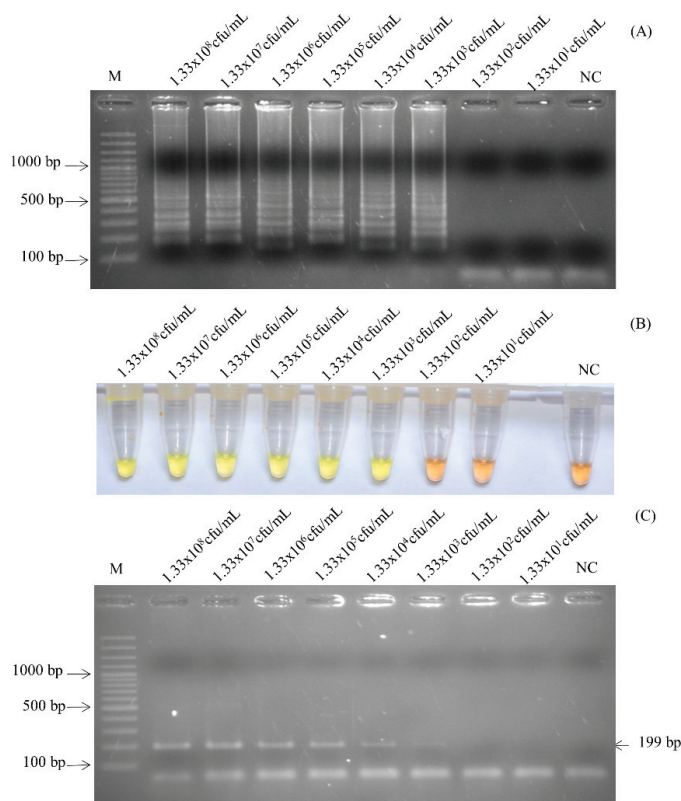 (A)
M 1.33x10⁸cfu/mL 1.33x10⁷cfu/mL 1.33x10⁶cfu/mL 1.33x10⁵cfu/mL 1.33x10⁴cfu/mL 1.33x10³cfu/mL 1.33x10²cfu/mL 1.33x10¹cfu/mL NC
1000 bp
500 bp
100 bp
(B)
1.33x10⁸cfu/mL 1.33x10⁷cfu/mL 1.33x10⁶cfu/mL 1.33x10⁵cfu/mL 1.33x10⁴cfu/mL 1.33x10³cfu/mL 1.33x10²cfu/mL 1.33x10¹cfu/mL NC
(C)
M 1.33x10⁸cfu/mL 1.33x10⁷cfu/mL 1.33x10⁶cfu/mL 1.33x10⁵cfu/mL 1.33x10⁴cfu/mL 1.33x10³cfu/mL 1.33x10²cfu/mL 1.33x10¹cfu/mL NC
1000 bp
500 bp
199 bp
100 bp